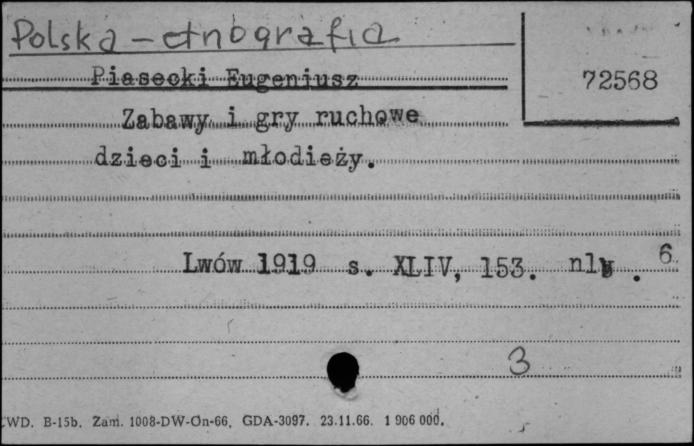 Polska – etnografia
72568
Piasecki Eugeniusz
Zabawy i gry ruchowe
dzieci i młodzieży.
Lwów 1919 s. XLIV, 153. nlb. 6
3
WD. B-15b. Zam. 1008-DW-On-66. GDA-3097. 23.11.66. 1 906 000.